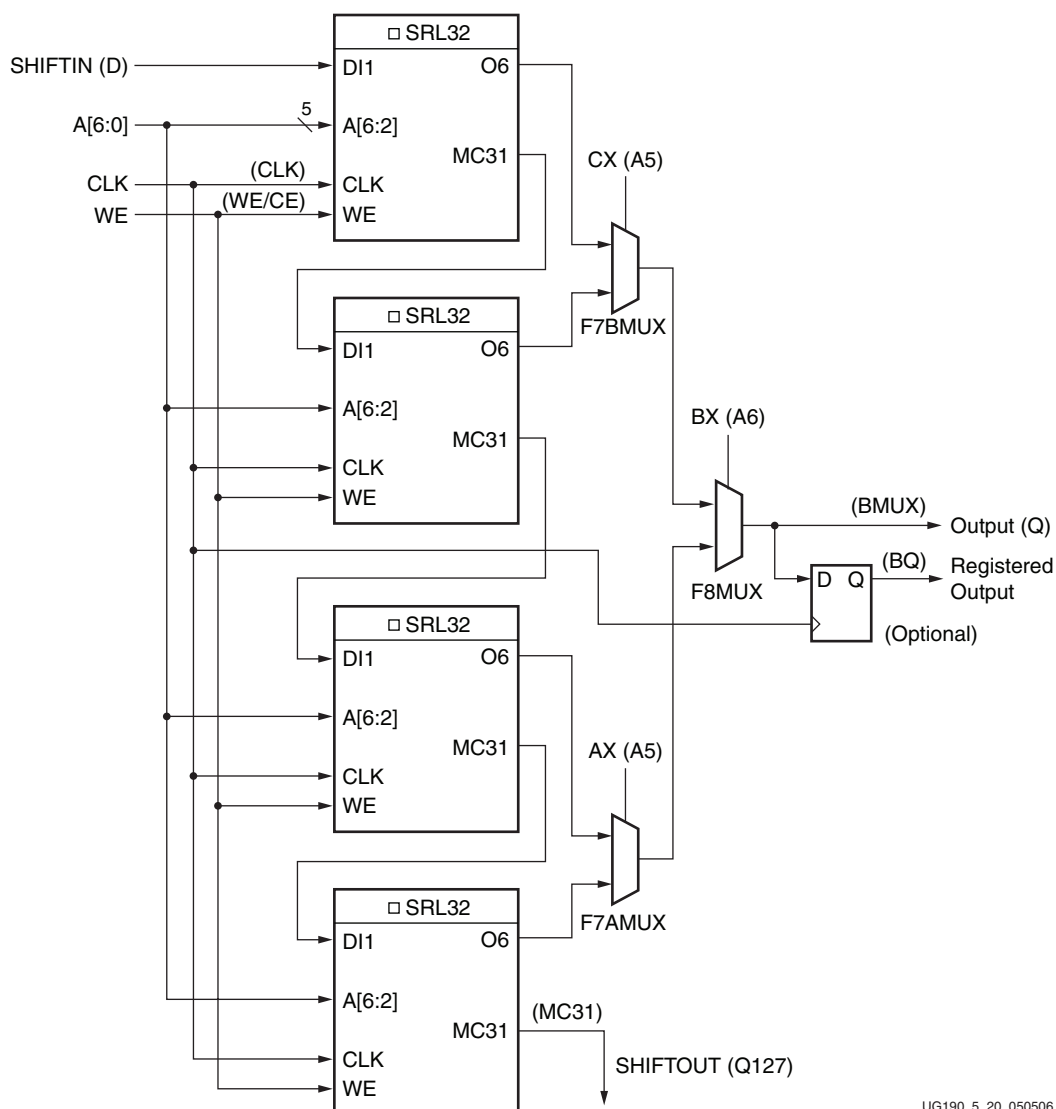 □ SRL32
SHIFTIN (D)
DI1
O6
A[6:0]
5
A[6:2]
MC31
CX (A5)
CLK
(CLK)
CLK
WE
(WE/CE)
WE
F7BMUX
□ SRL32
DI1
O6
A[6:2]
MC31
CLK
WE
BX (A6)
(BMUX)
Output (Q)
F8MUX
D Q
(BQ)
Registered
Output
(Optional)
□ SRL32
DI1
O6
A[6:2]
MC31
CLK
WE
AX (A5)
F7AMUX
□ SRL32
DI1
O6
A[6:2]
MC31
(MC31)
CLK
WE
SHIFTOUT (Q127)
UG190_5_20_050506